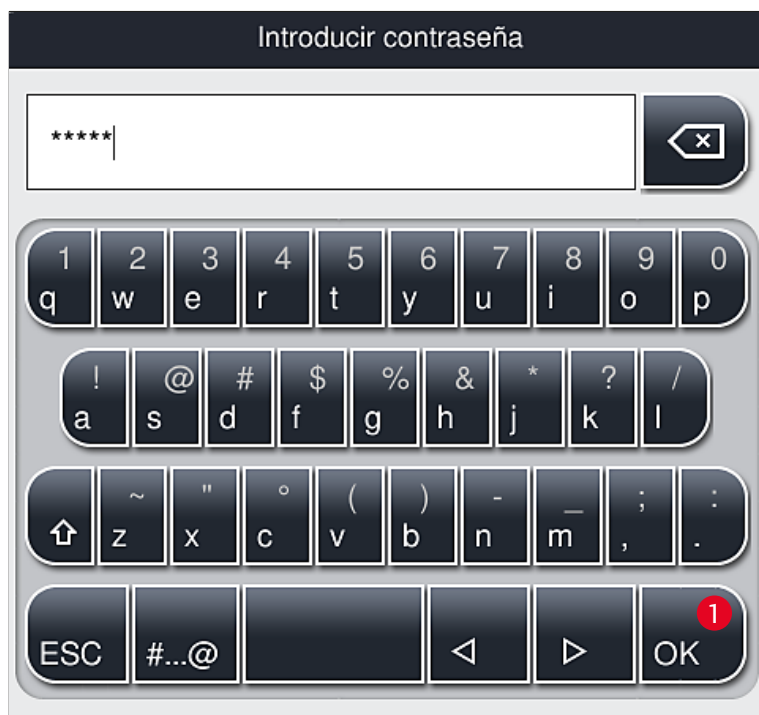 Introducir contraseña
*****
1 2 3 4 5 6 7 8 9 0
q w e r t y u i o p
! @ # $ % & * ? /
a s d f g h j k l
~ " ° ( ) - _ ; :
z x c v b n m , .
1
ESC #...@ OK